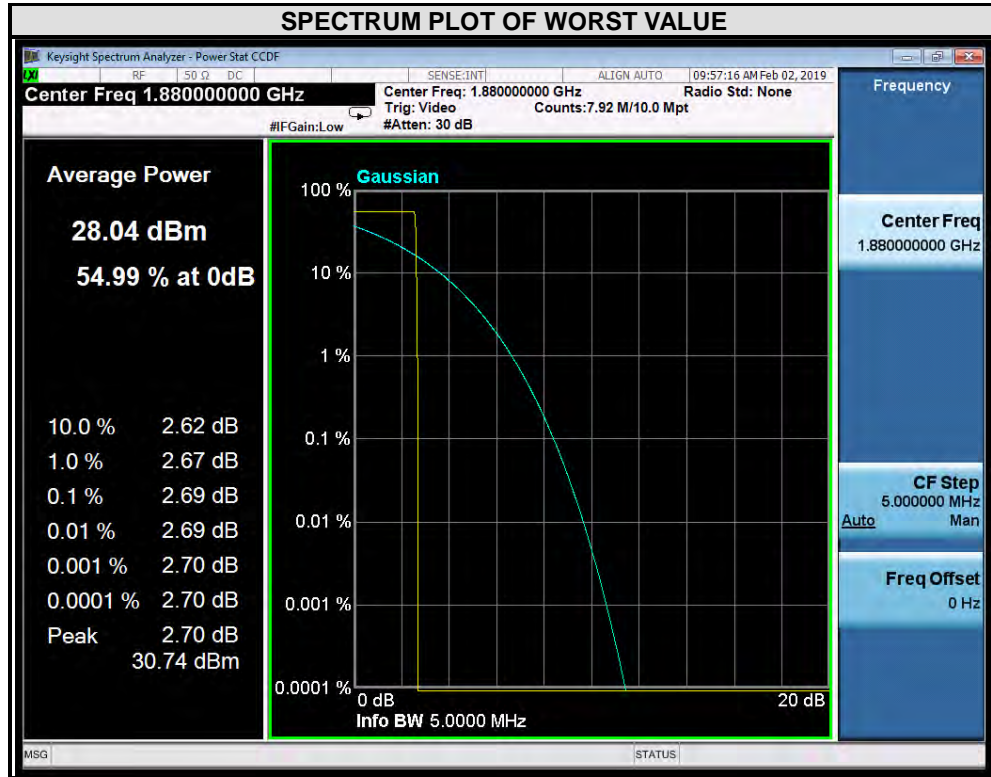 SPECTRUM PLOT OF WORST VALUE
Keysight Spectrum Analyzer - Power Stat CCDF
LXI RF 50 Ω DC SENSE:INT ALIGN AUTO 09:57:16 AM Feb 02, 2019
Center Freq 1.880000000 GHz
Center Freq: 1.880000000 GHz Radio Std: None
Trig: Video Counts:7.92 M/10.0 Mpt
#IFGain:Low #Atten: 30 dB
Frequency
Average Power
28.04 dBm
54.99 % at 0dB
10.0 % 2.62 dB
1.0 % 2.67 dB
0.1 % 2.69 dB
0.01 % 2.69 dB
0.001 % 2.70 dB
0.0001 % 2.70 dB
Peak 2.70 dB
30.74 dBm
Gaussian
100 %
10 %
1 %
0.1 %
0.01 %
0.001 %
0.0001 %
0 dB 20 dB
Info BW 5.0000 MHz
Center Freq
1.880000000 GHz
CF Step
5.000000 MHz
Auto Man
Freq Offset
0 Hz
MSG STATUS